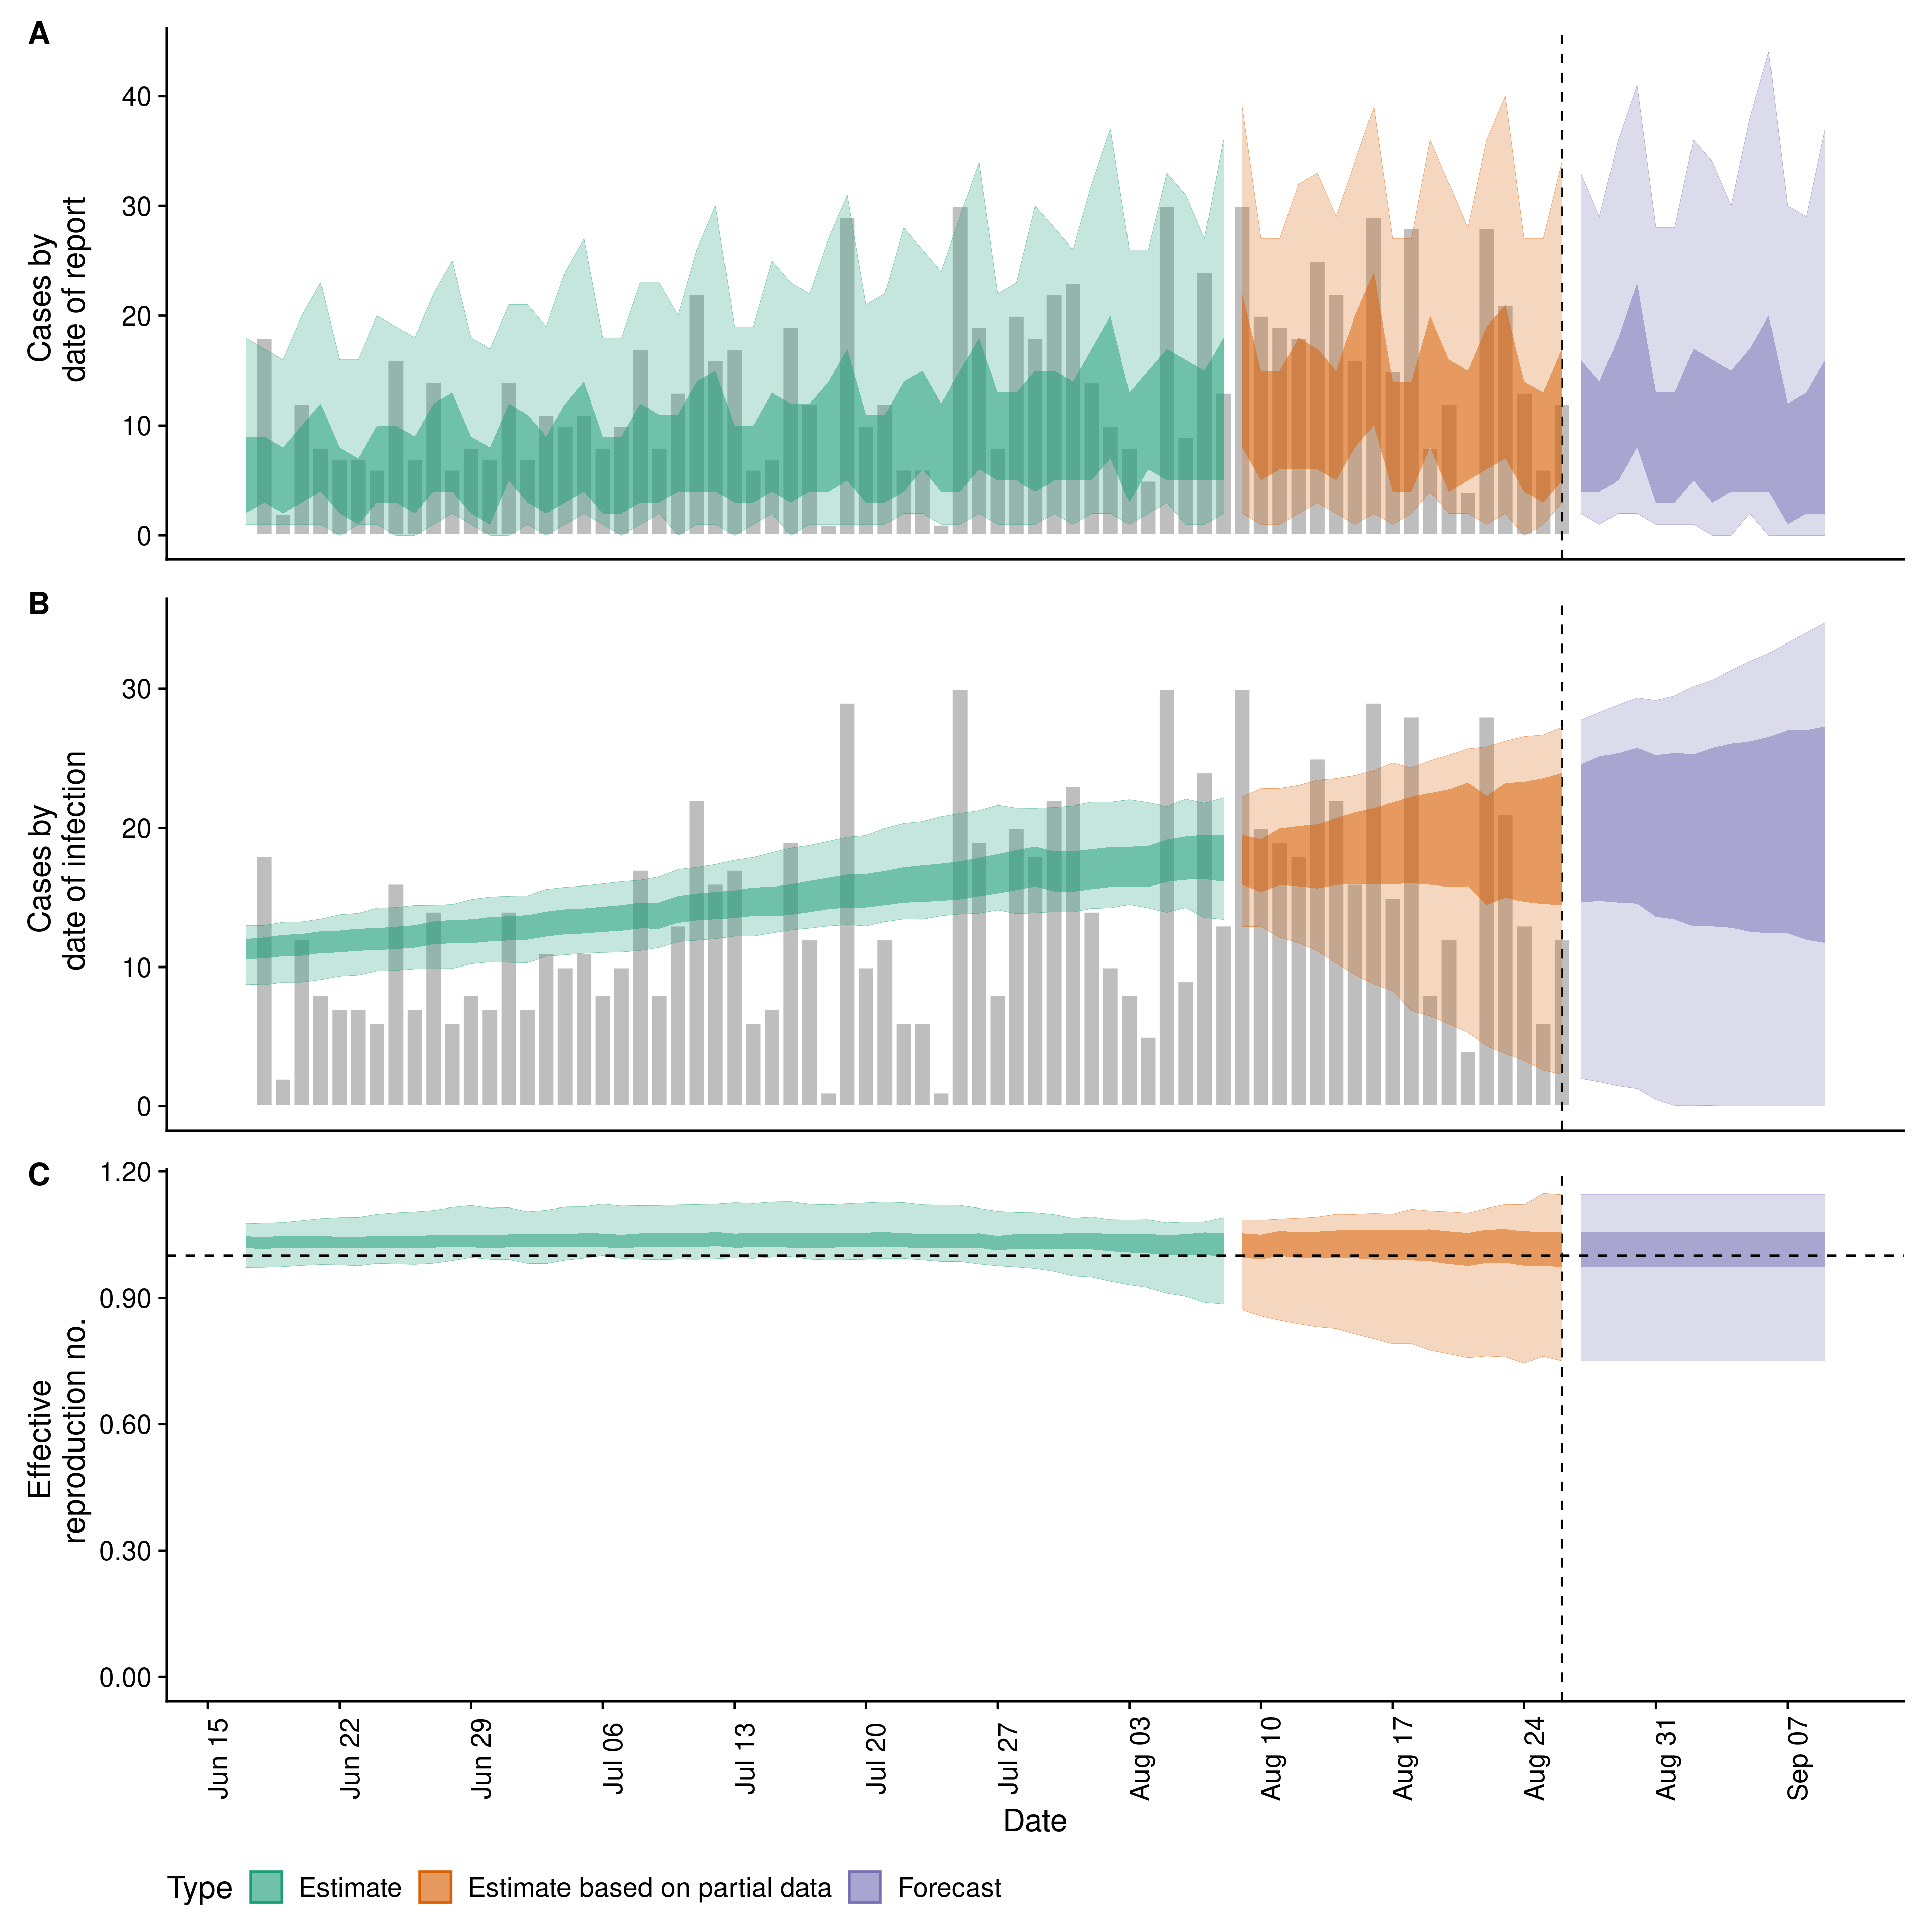 A
Cases by
date of report
40
30
20
10
0
B
Cases by
date of infection
30
20
10
0
C
Effective
reproduction no.
1.20
0.90
0.60
0.30
0.00
Jun 15
Jun 22
Jun 29
Jul 06
Jul 13
Jul 20
Jul 27
Aug 03
Aug 10
Aug 17
Aug 24
Aug 31
Sep 07
Date
Type Estimate Estimate based on partial data Forecast